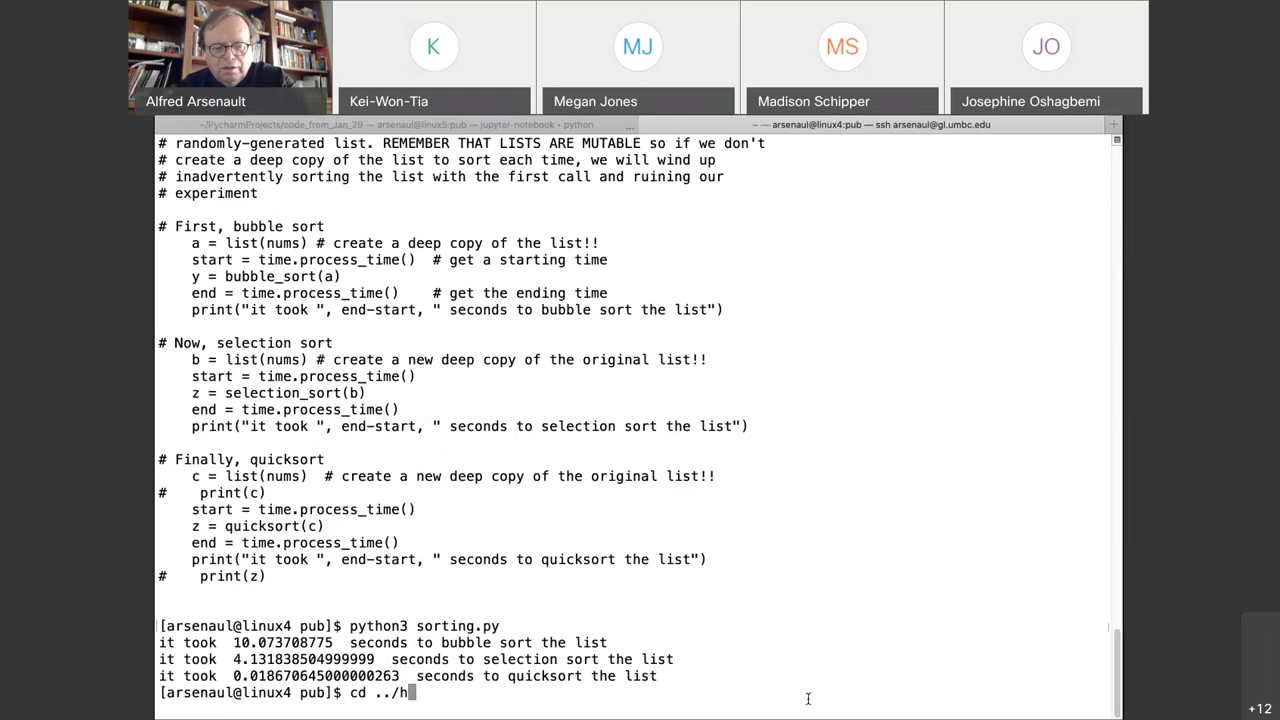 K
MJ
MS
JO
Alfred Arsenault
Kei-Won-Tia
Megan Jones
Madison Schipper
Josephine Oshagbemi
~/PycharmProjects/code_from_Jan_29 — arsenaul@linux5:pub — jupyter-notebook • python
...
~ — arsenaul@linux4:pub — ssh arsenaul@gl.umbc.edu
+
# randomly-generated list. REMEMBER THAT LISTS ARE MUTABLE so if we don't
# create a deep copy of the list to sort each time, we will wind up
# inadvertently sorting the list with the first call and ruining our
# experiment
# First, bubble sort
a = list(nums) # create a deep copy of the list!!
start = time.process_time()  # get a starting time
y = bubble_sort(a)
end = time.process_time()    # get the ending time
print("it took ", end-start, " seconds to bubble sort the list")
# Now, selection sort
b = list(nums) # create a new deep copy of the original list!!
start = time.process_time()
z = selection_sort(b)
end = time.process_time()
print("it took ", end-start, " seconds to selection sort the list")
# Finally, quicksort
c = list(nums)  # create a new deep copy of the original list!!
#    print(c)
start = time.process_time()
z = quicksort(c)
end = time.process_time()
print("it took ", end-start, " seconds to quicksort the list")
#    print(z)
[arsenaul@linux4 pub]$ python3 sorting.py
it took  10.073708775  seconds to bubble sort the list
it took  4.131838504999999  seconds to selection sort the list
it took  0.018670645000000263  seconds to quicksort the list
[arsenaul@linux4 pub]$ cd ../h
+12